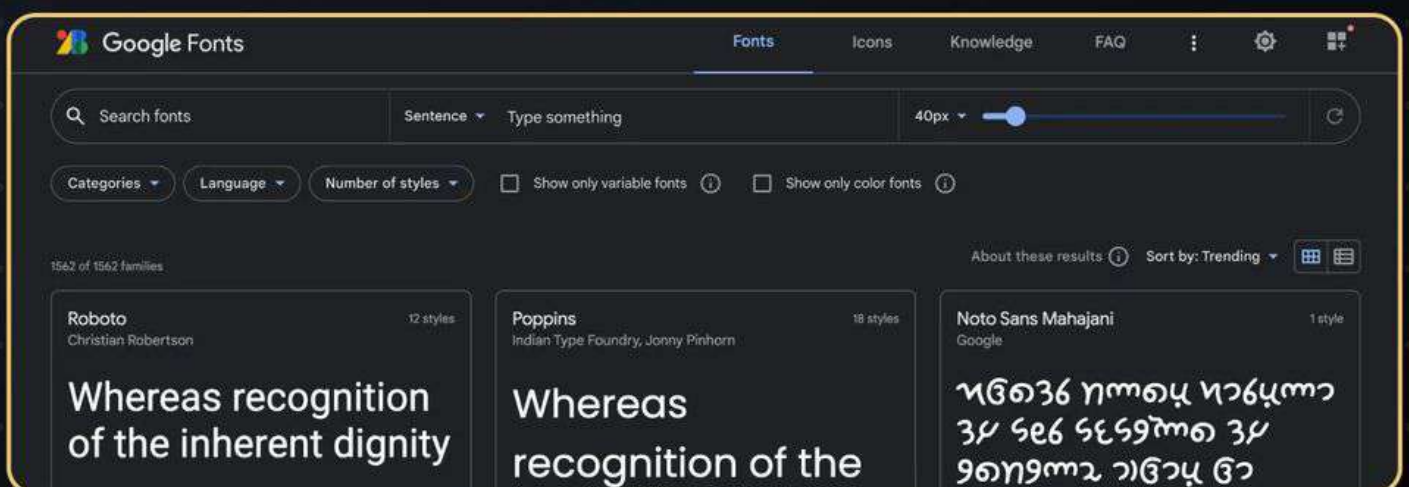 Google Fonts
Fonts
Icons
Knowledge
FAQ
Search fonts
Sentence
Type something
40px
Categories
Language
Number of styles
Show only variable fonts
Show only color fonts
1562 of 1562 families
About these results
Sort by: Trending
Roboto
12 styles
Christian Robertson
Whereas recognition
of the inherent dignity
Poppins
18 styles
Indian Type Foundry, Jonny Pinhorn
Whereas
recognition of the
Noto Sans Mahajani
1 style
Google